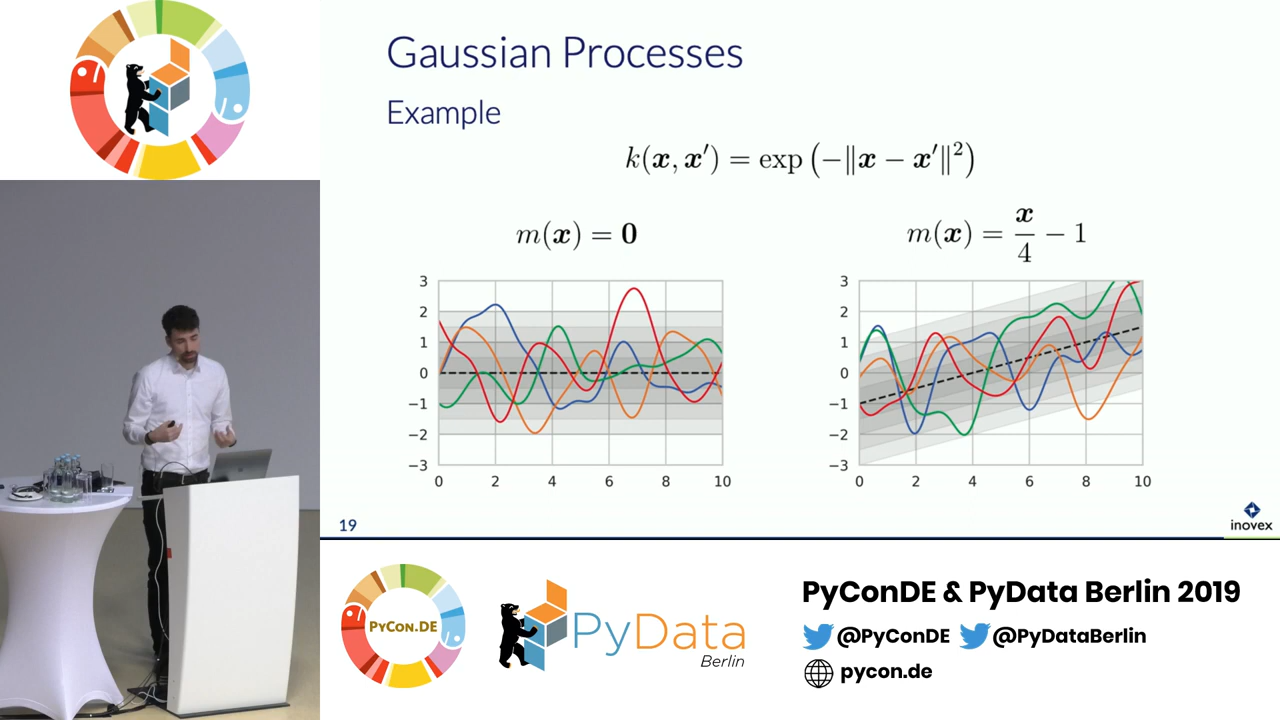 Gaussian Processes
Example
k(x, x′) = exp (−‖x − x′‖²)
m(x) = 0
m(x) = x/4 − 1
3
2
1
0
−1
−2
−3
0 2 4 6 8 10
3
2
1
0
−1
−2
−3
0 2 4 6 8 10
19
inovex
PyCon.DE
PyData
Berlin
PyConDE & PyData Berlin 2019
@PyConDE @PyDataBerlin
pycon.de